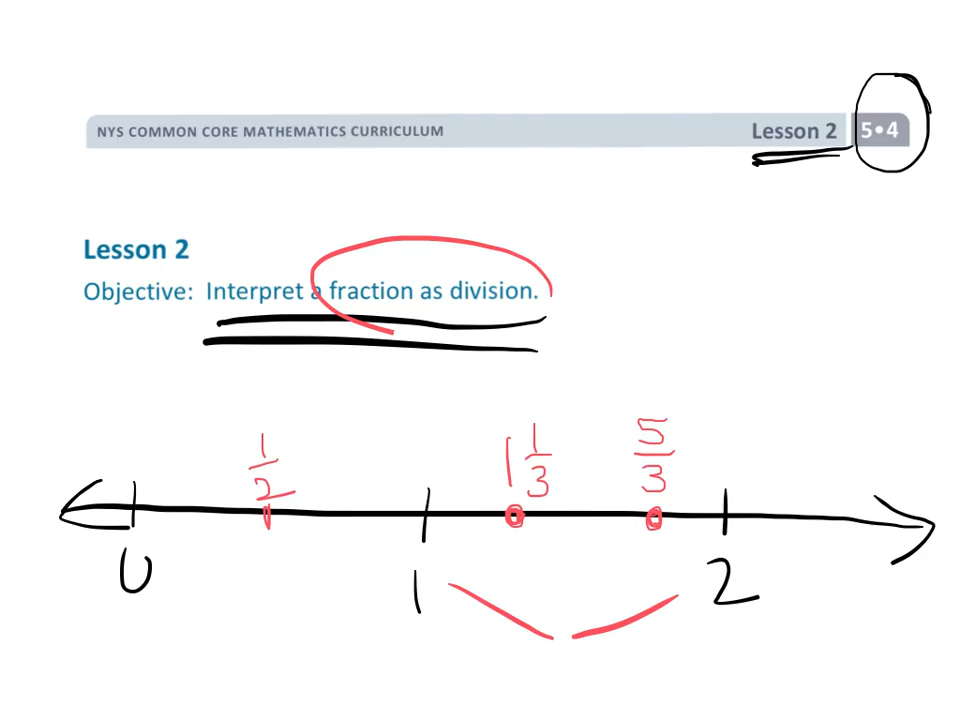 NYS COMMON CORE MATHEMATICS CURRICULUM Lesson 2 5•4
Lesson 2
Objective: Interpret a fraction as division.
1/2 1 1/3 5/3
0 1 2